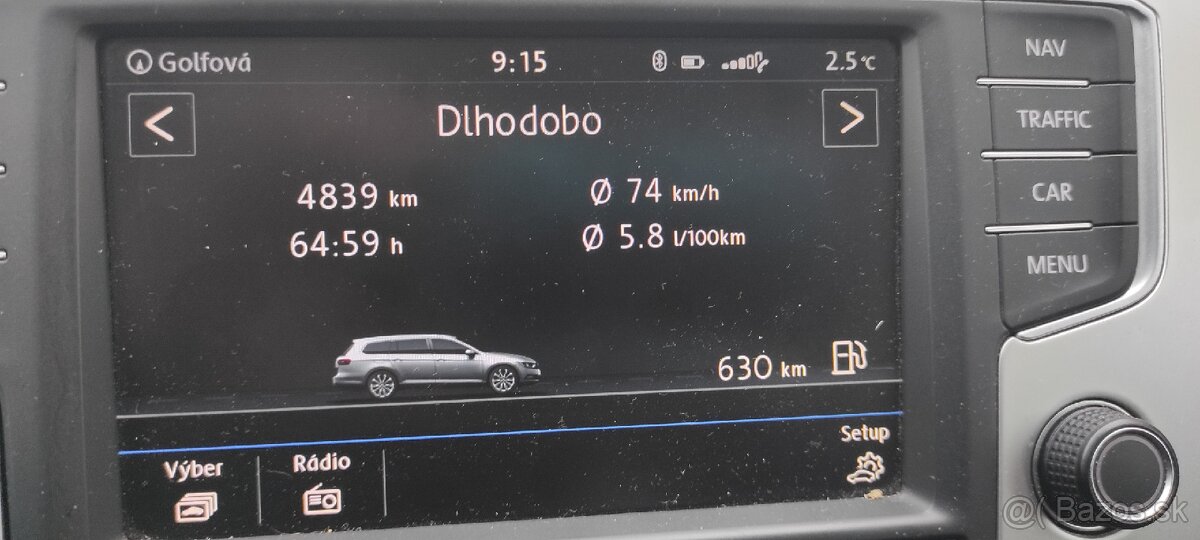 Golfová 9:15 2.5°C
Dlhodobo
4839 km Ø 74 km/h
64:59 h Ø 5.8 l/100km
630 km
Setup
Výber Rádio
NAV
TRAFFIC
CAR
MENU
@( Bazos.sk